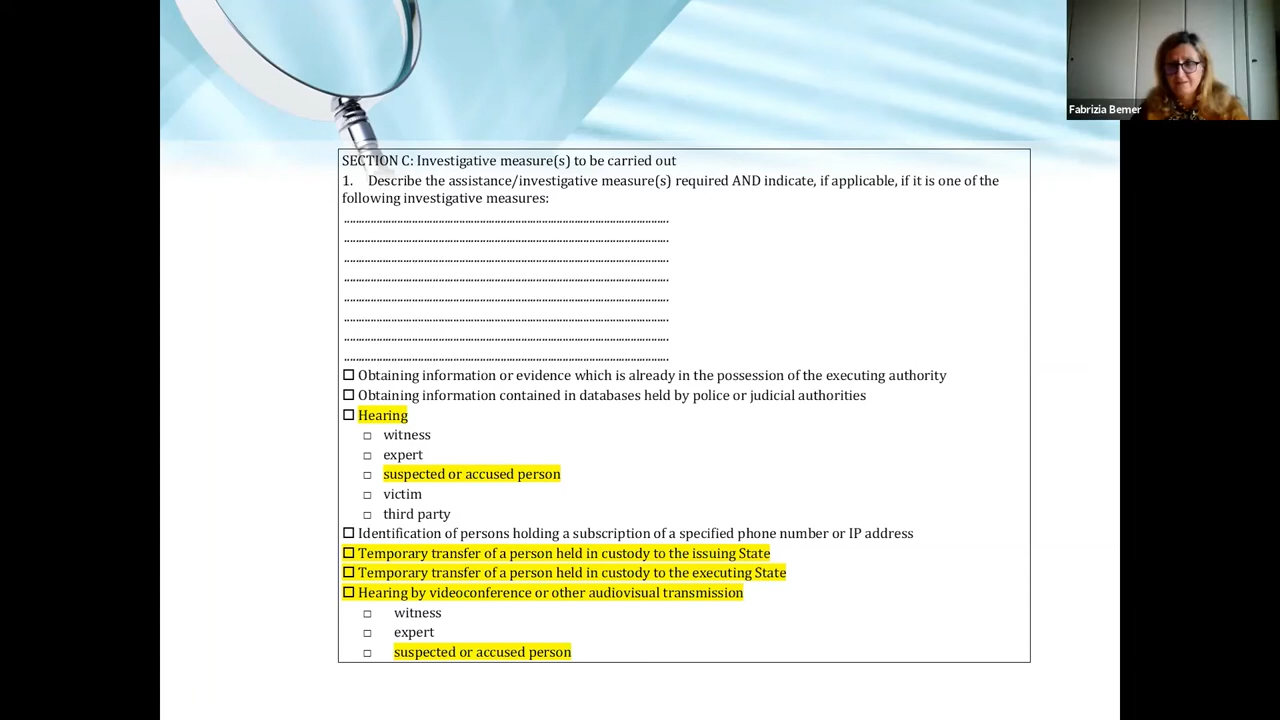 Fabrizia Bemer
SECTION C: Investigative measure(s) to be carried out
1. Describe the assistance/investigative measure(s) required AND indicate, if applicable, if it is one of the
following investigative measures:
................................................................................................
................................................................................................
................................................................................................
................................................................................................
................................................................................................
................................................................................................
................................................................................................
................................................................................................
☐ Obtaining information or evidence which is already in the possession of the executing authority
☐ Obtaining information contained in databases held by police or judicial authorities
☐ Hearing
□ witness
□ expert
□ suspected or accused person
□ victim
□ third party
☐ Identification of persons holding a subscription of a specified phone number or IP address
☐ Temporary transfer of a person held in custody to the issuing State
☐ Temporary transfer of a person held in custody to the executing State
☐ Hearing by videoconference or other audiovisual transmission
□ witness
□ expert
□ suspected or accused person